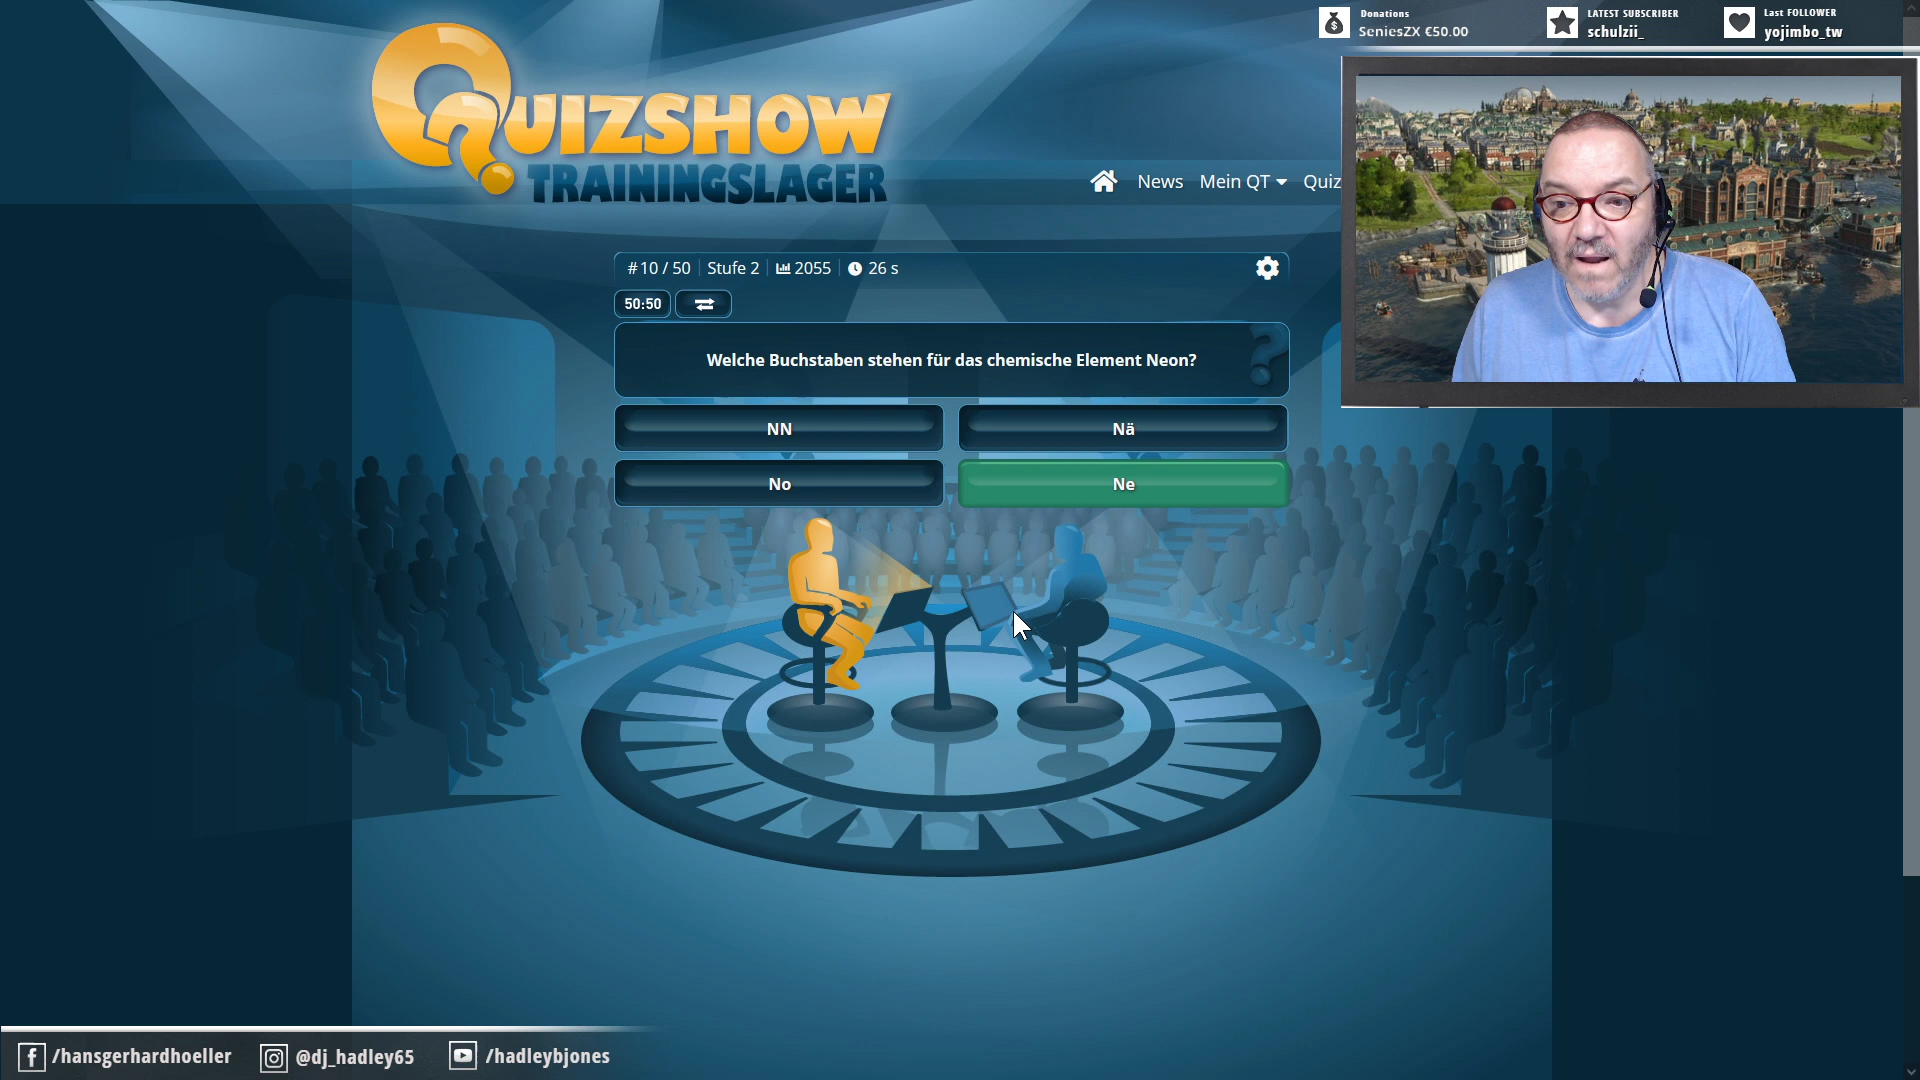 Donations
SeniesZX €50.00
LATEST SUBSCRIBER
schulzii_
Last FOLLOWER
yojimbo_tw
QUIZSHOW
TRAININGSLAGER
News
Mein QT
Quiz
#10 / 50
Stufe 2
2055
26 s
50:50
Welche Buchstaben stehen für das chemische Element Neon?
NN
Nä
No
Ne
/hansgerhardhoeller
@dj_hadley65
/hadleybjones